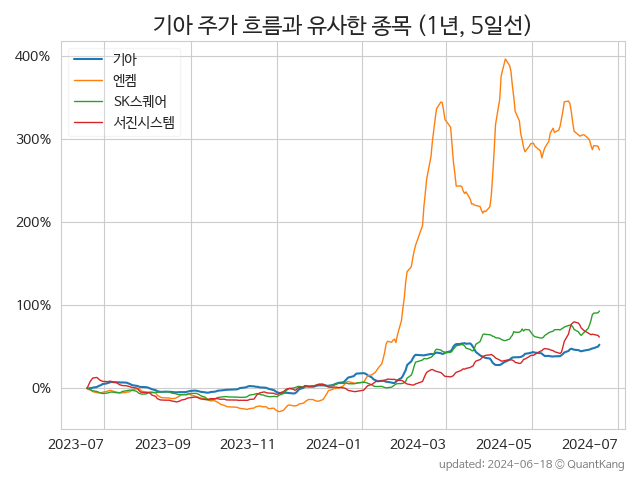 기아 주가 흐름과 유사한 종목 (1년, 5일선)
기아
엔켐
SK스퀘어
서진시스템
400%
300%
200%
100%
0%
2023-07 2023-09 2023-11 2024-01 2024-03 2024-05 2024-07
updated: 2024-06-18 © QuantKang